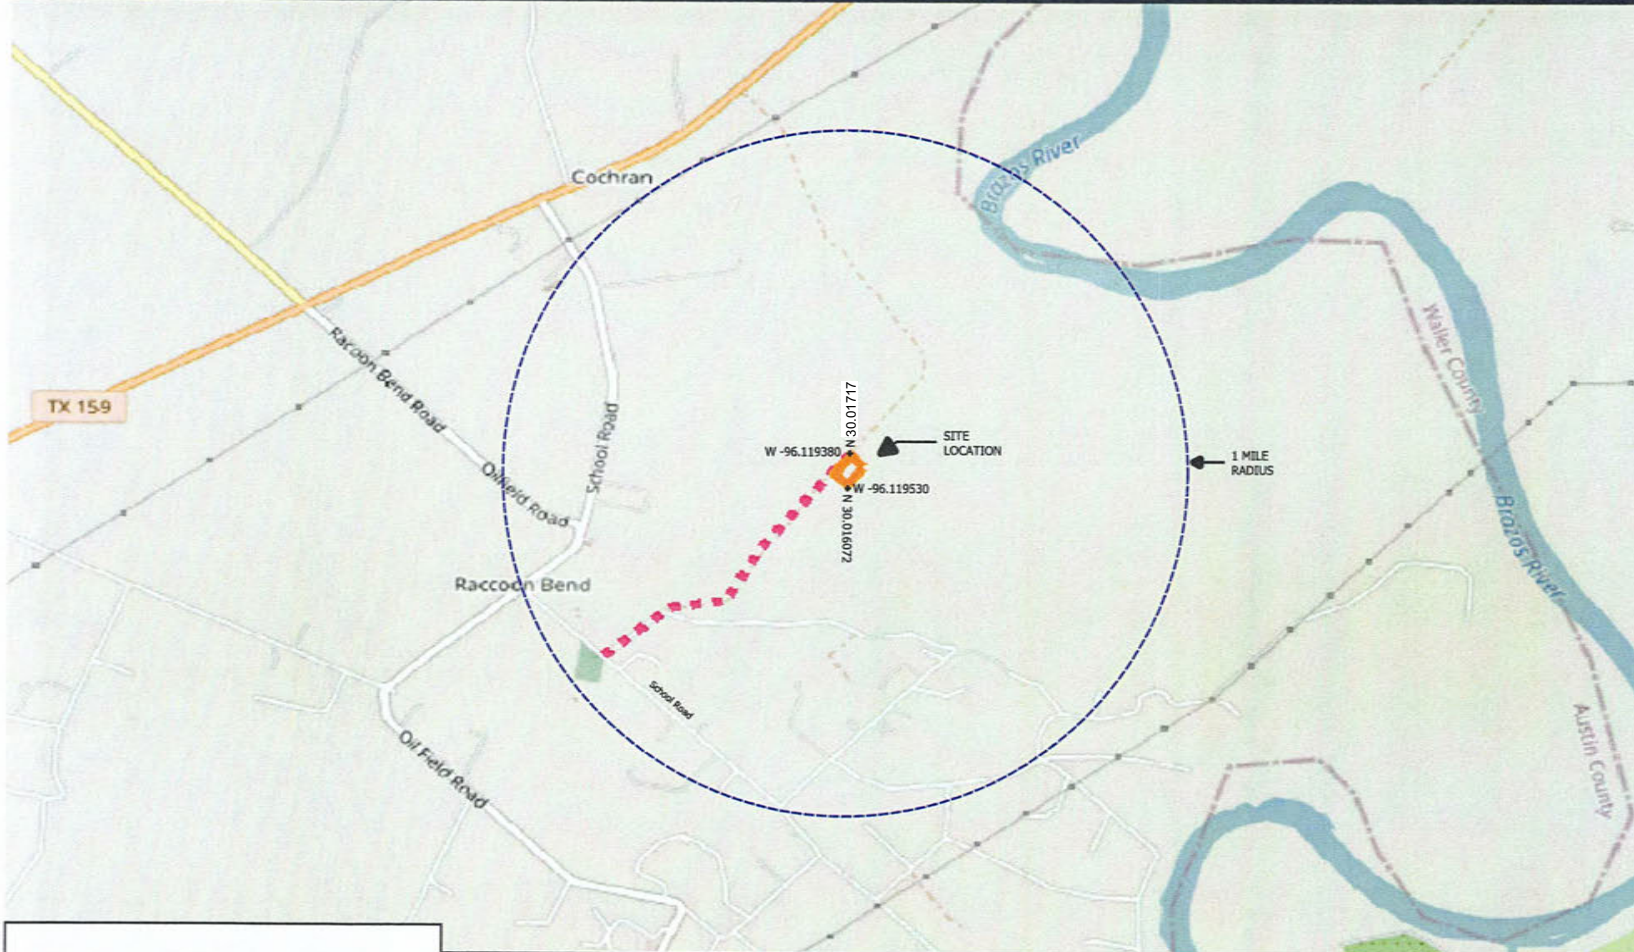 Cochran
Brazos River
TX 159
Racoon Bend Road
School Road
Oilfield Road
N 30.01717
W -96.119380
SITE
LOCATION
1 MILE
RADIUS
W -96.119530
N 30.016072
Waller County
Brazos River
Raccoon Bend
School Road
Oil Field Road
Austin County